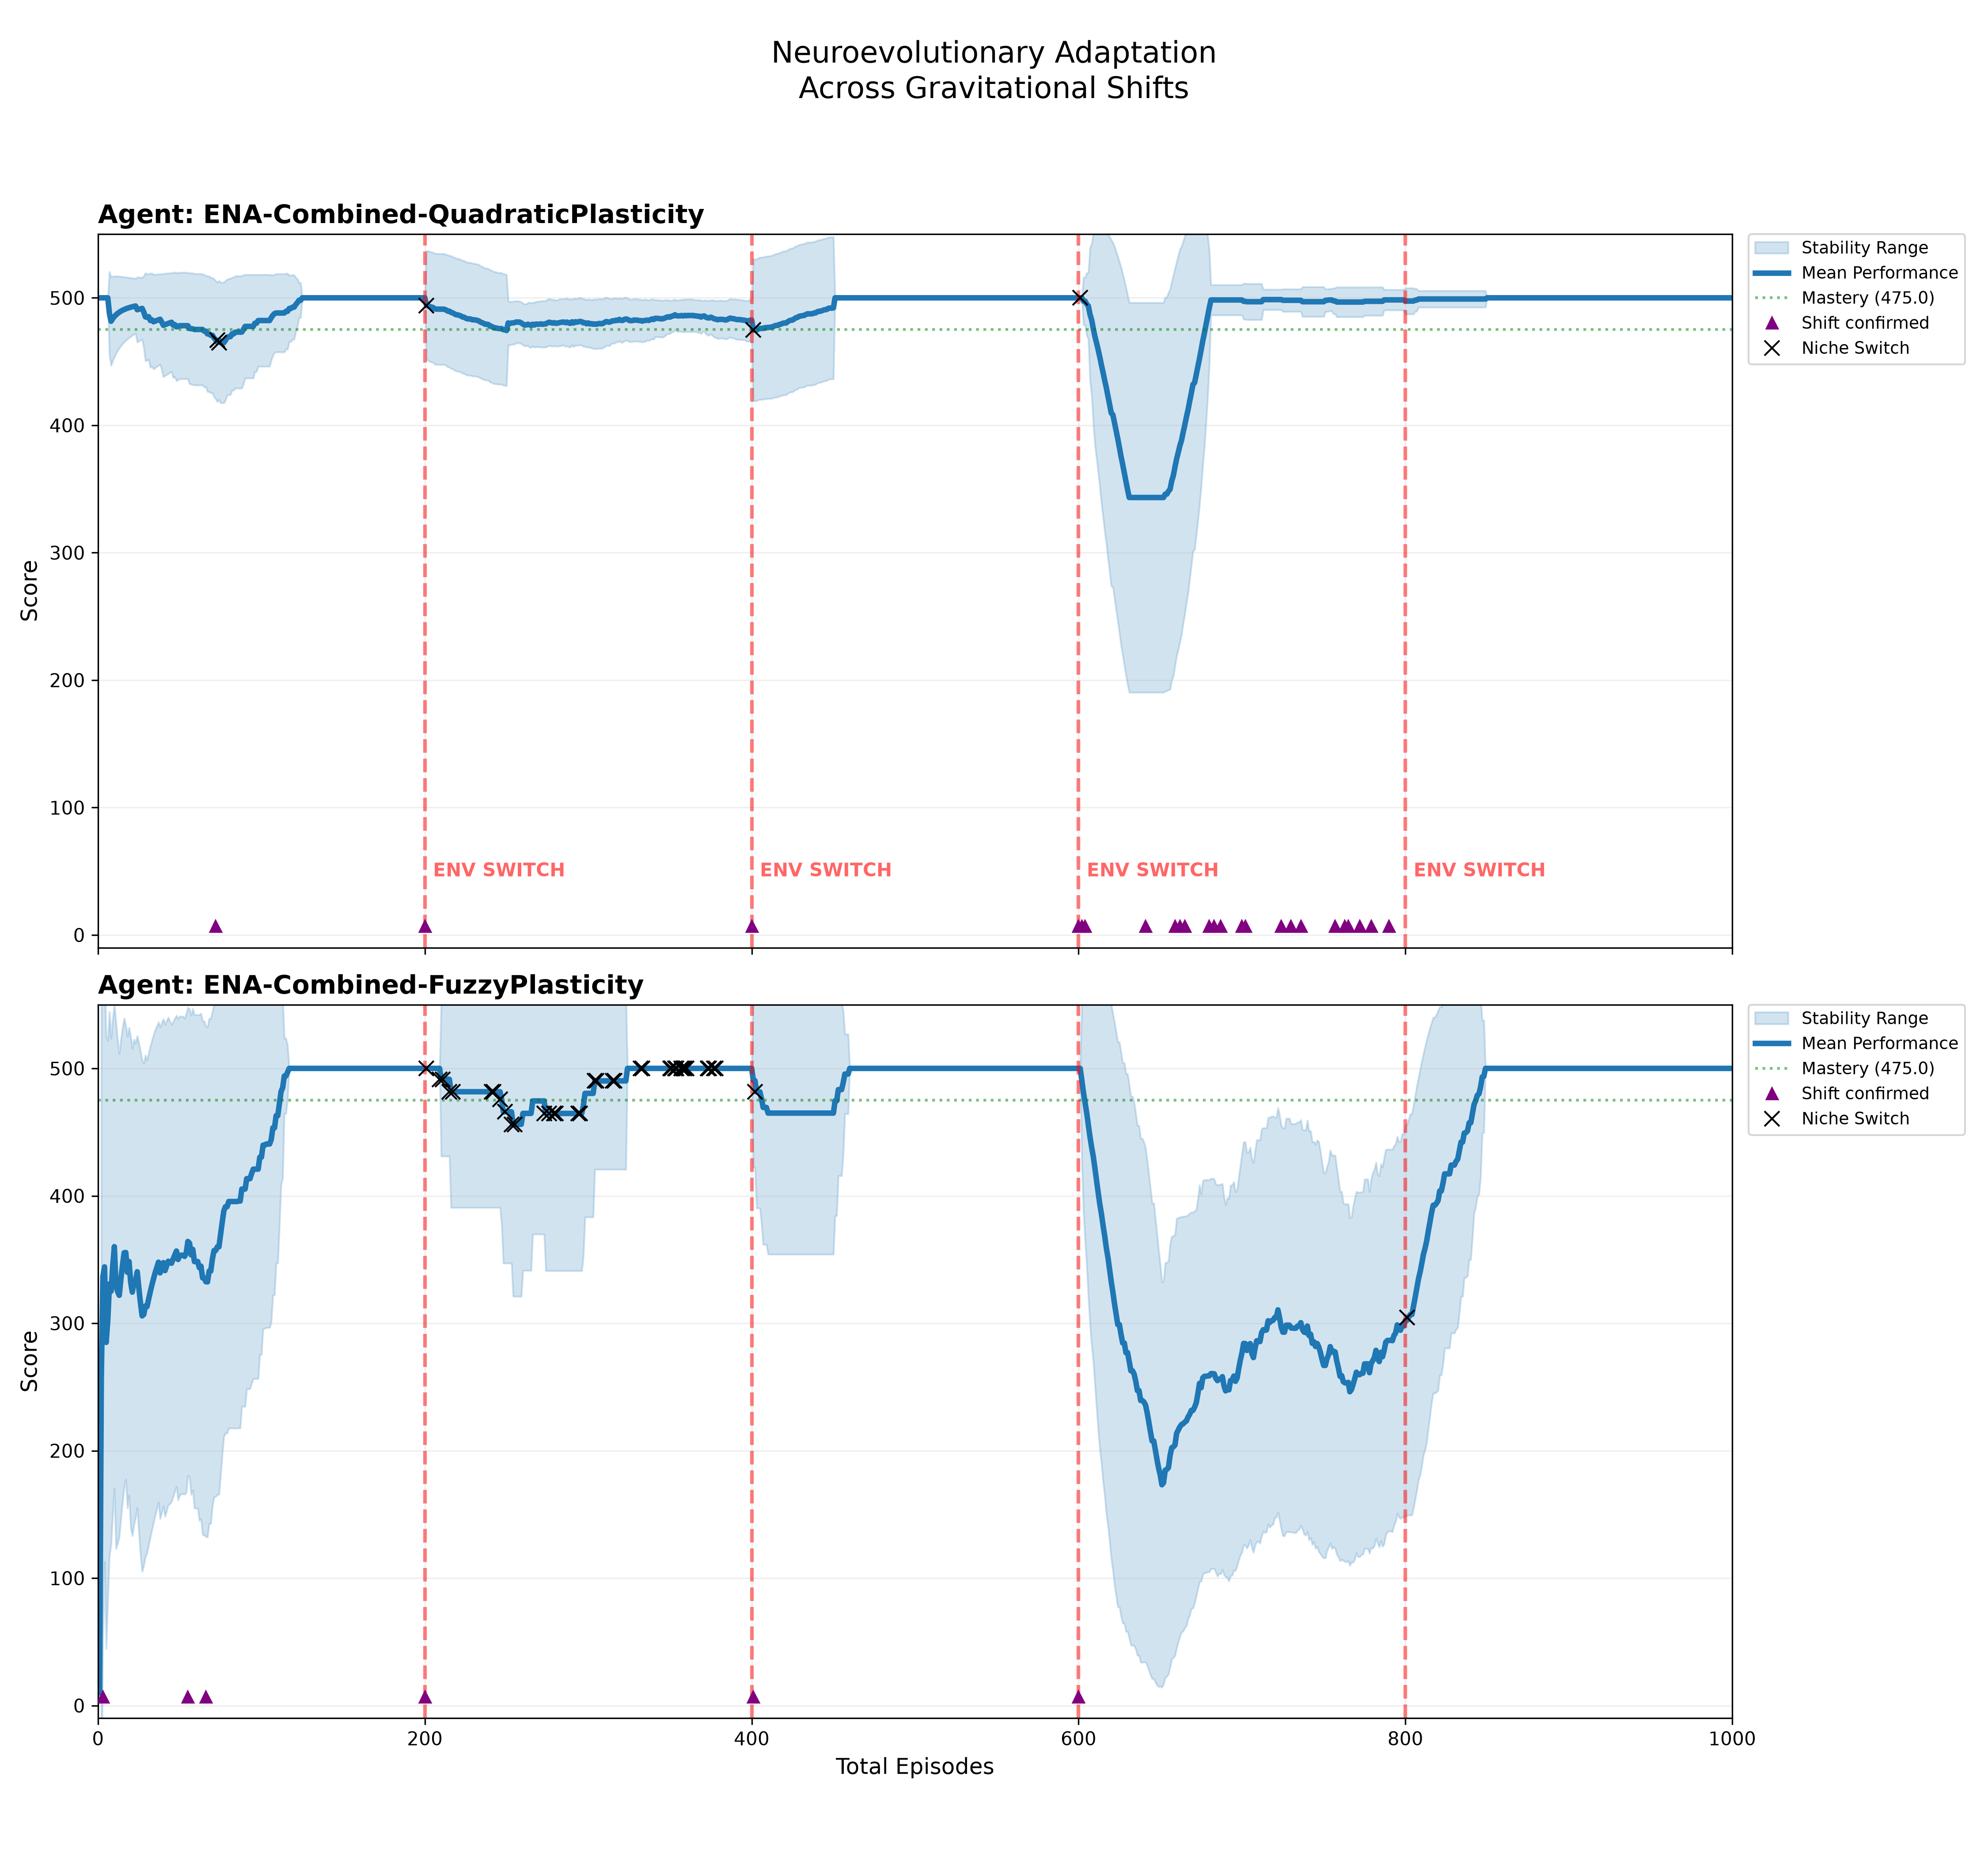 Neuroevolutionary Adaptation
Across Gravitational Shifts
Agent: ENA-Combined-QuadraticPlasticity
Score
500
400
300
200
100
0
ENV SWITCH
ENV SWITCH
ENV SWITCH
ENV SWITCH
Stability Range
Mean Performance
Mastery (475.0)
Shift confirmed
Niche Switch
Agent: ENA-Combined-FuzzyPlasticity
Score
500
400
300
200
100
0
Stability Range
Mean Performance
Mastery (475.0)
Shift confirmed
Niche Switch
0
200
400
600
800
1000
Total Episodes